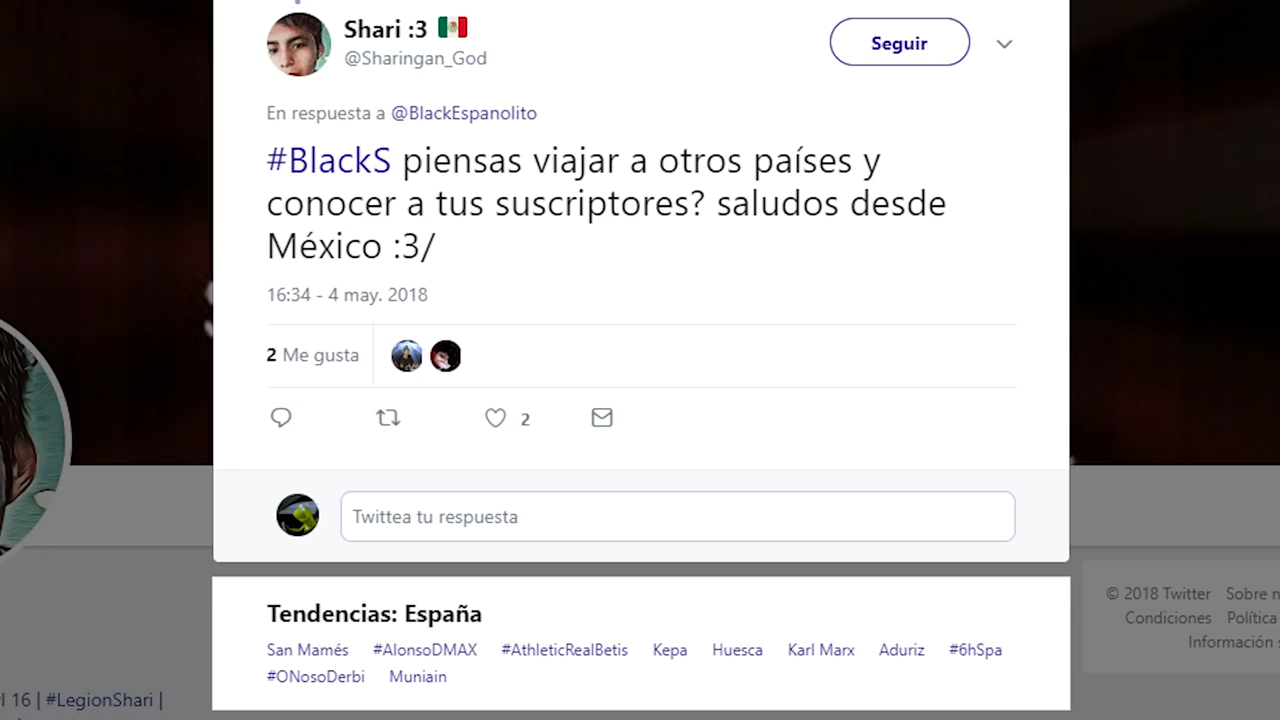 Shari :3
@Sharingan_God
Seguir
En respuesta a @BlackEspanolito
#BlackS piensas viajar a otros países y
conocer a tus suscriptores? saludos desde
México :3/
16:34 - 4 may. 2018
2 Me gusta
2
Twittea tu respuesta
Tendencias: España
San Mamés #AlonsoDMAX #AthleticRealBetis Kepa Huesca Karl Marx Aduriz #6hSpa
#ONosoDerbi Muniain
© 2018 Twitter Sobre n
Condiciones Política
Información s
l 16 | #LegionShari |